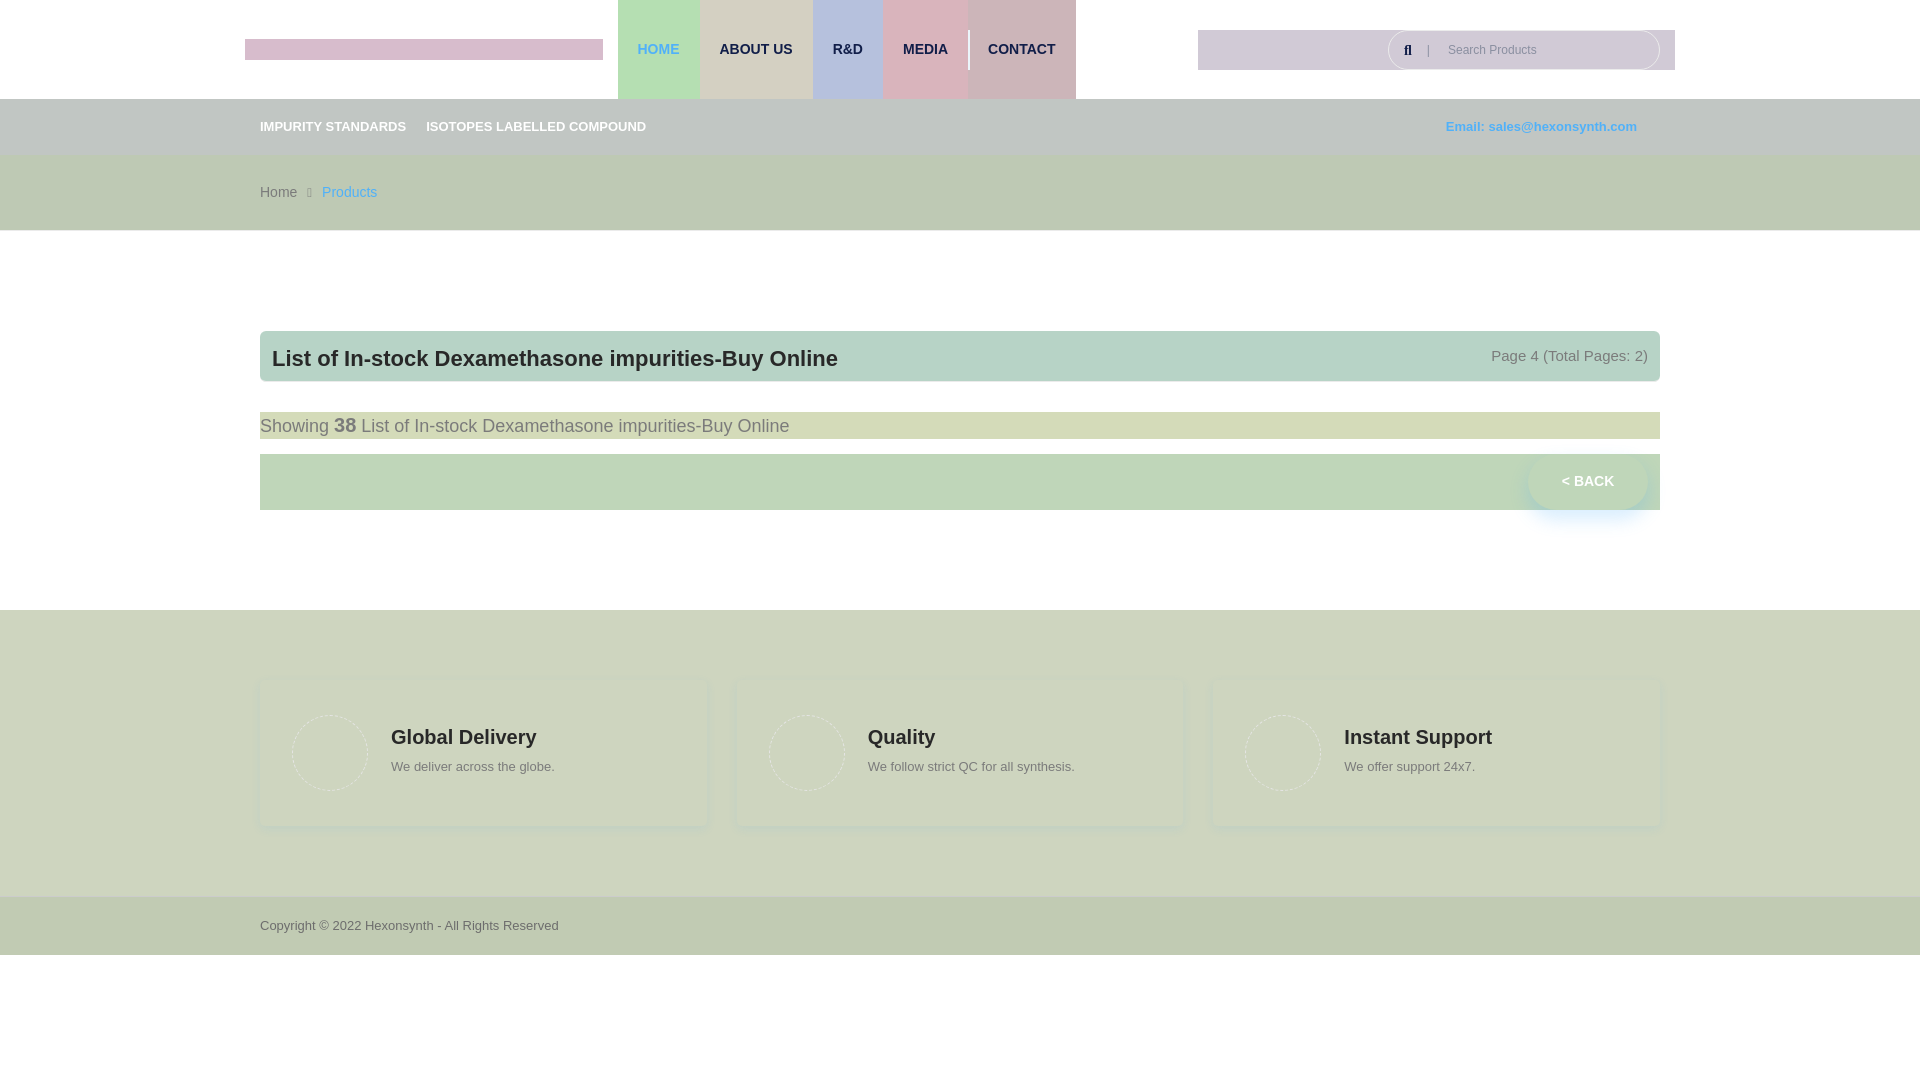 HOME ABOUT US R&D MEDIA CONTACT
| Search Products
IMPURITY STANDARDS ISOTOPES LABELLED COMPOUND Email: sales@hexonsynth.com
Home Products
List of In-stock Dexamethasone impurities-Buy Online Page 4 (Total Pages: 2)
Showing 38 List of In-stock Dexamethasone impurities-Buy Online
< BACK
Global Delivery
We deliver across the globe.
Quality
We follow strict QC for all synthesis.
Instant Support
We offer support 24x7.
Copyright © 2022 Hexonsynth - All Rights Reserved